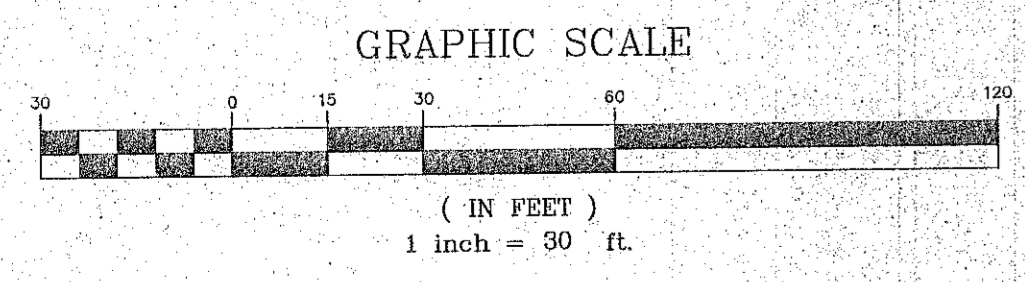 GRAPHIC SCALE
30 0 15 30 60 120
( IN FEET )
1 inch = 30 ft.